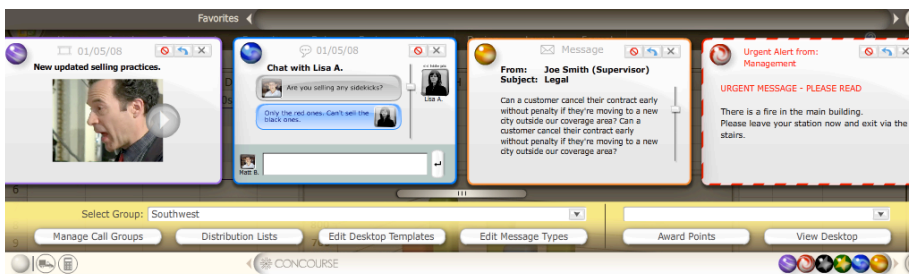 Favorites
01/05/08
New updated selling practices.
01/05/08
Chat with Lisa A.
Are you selling any sidekicks?
Lisa A.
Only the red ones. Can't sell the
black ones.
Matt B.
Message
From: Joe Smith (Supervisor)
Subject: Legal
Can a customer cancel their contract early
without penalty if they're moving to a new
city outside our coverage area? Can a
customer cancel their contract early
without penalty if they're moving to a new
city outside our coverage area?
Urgent Alert from:
Management
URGENT MESSAGE - PLEASE READ
There is a fire in the main building.
Please leave your station now and exit via the
stairs.
6
Select Group: Southwest
9
Manage Call Groups
Distribution Lists
Edit Desktop Templates
Edit Message Types
Award Points
View Desktop
CONCOURSE